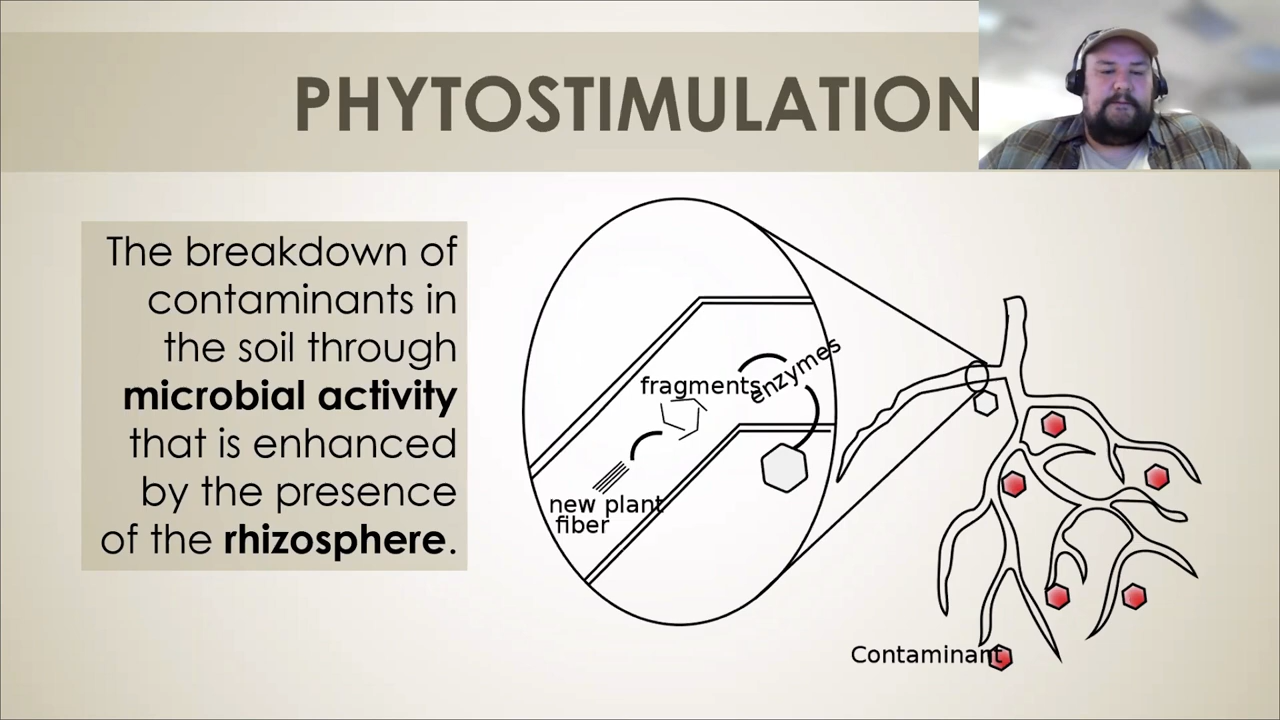 PHYTOSTIMULATION
The breakdown of
contaminants in
the soil through
microbial activity
that is enhanced
by the presence
of the rhizosphere.
enzymes
fragments
new plant
fiber
Contaminant